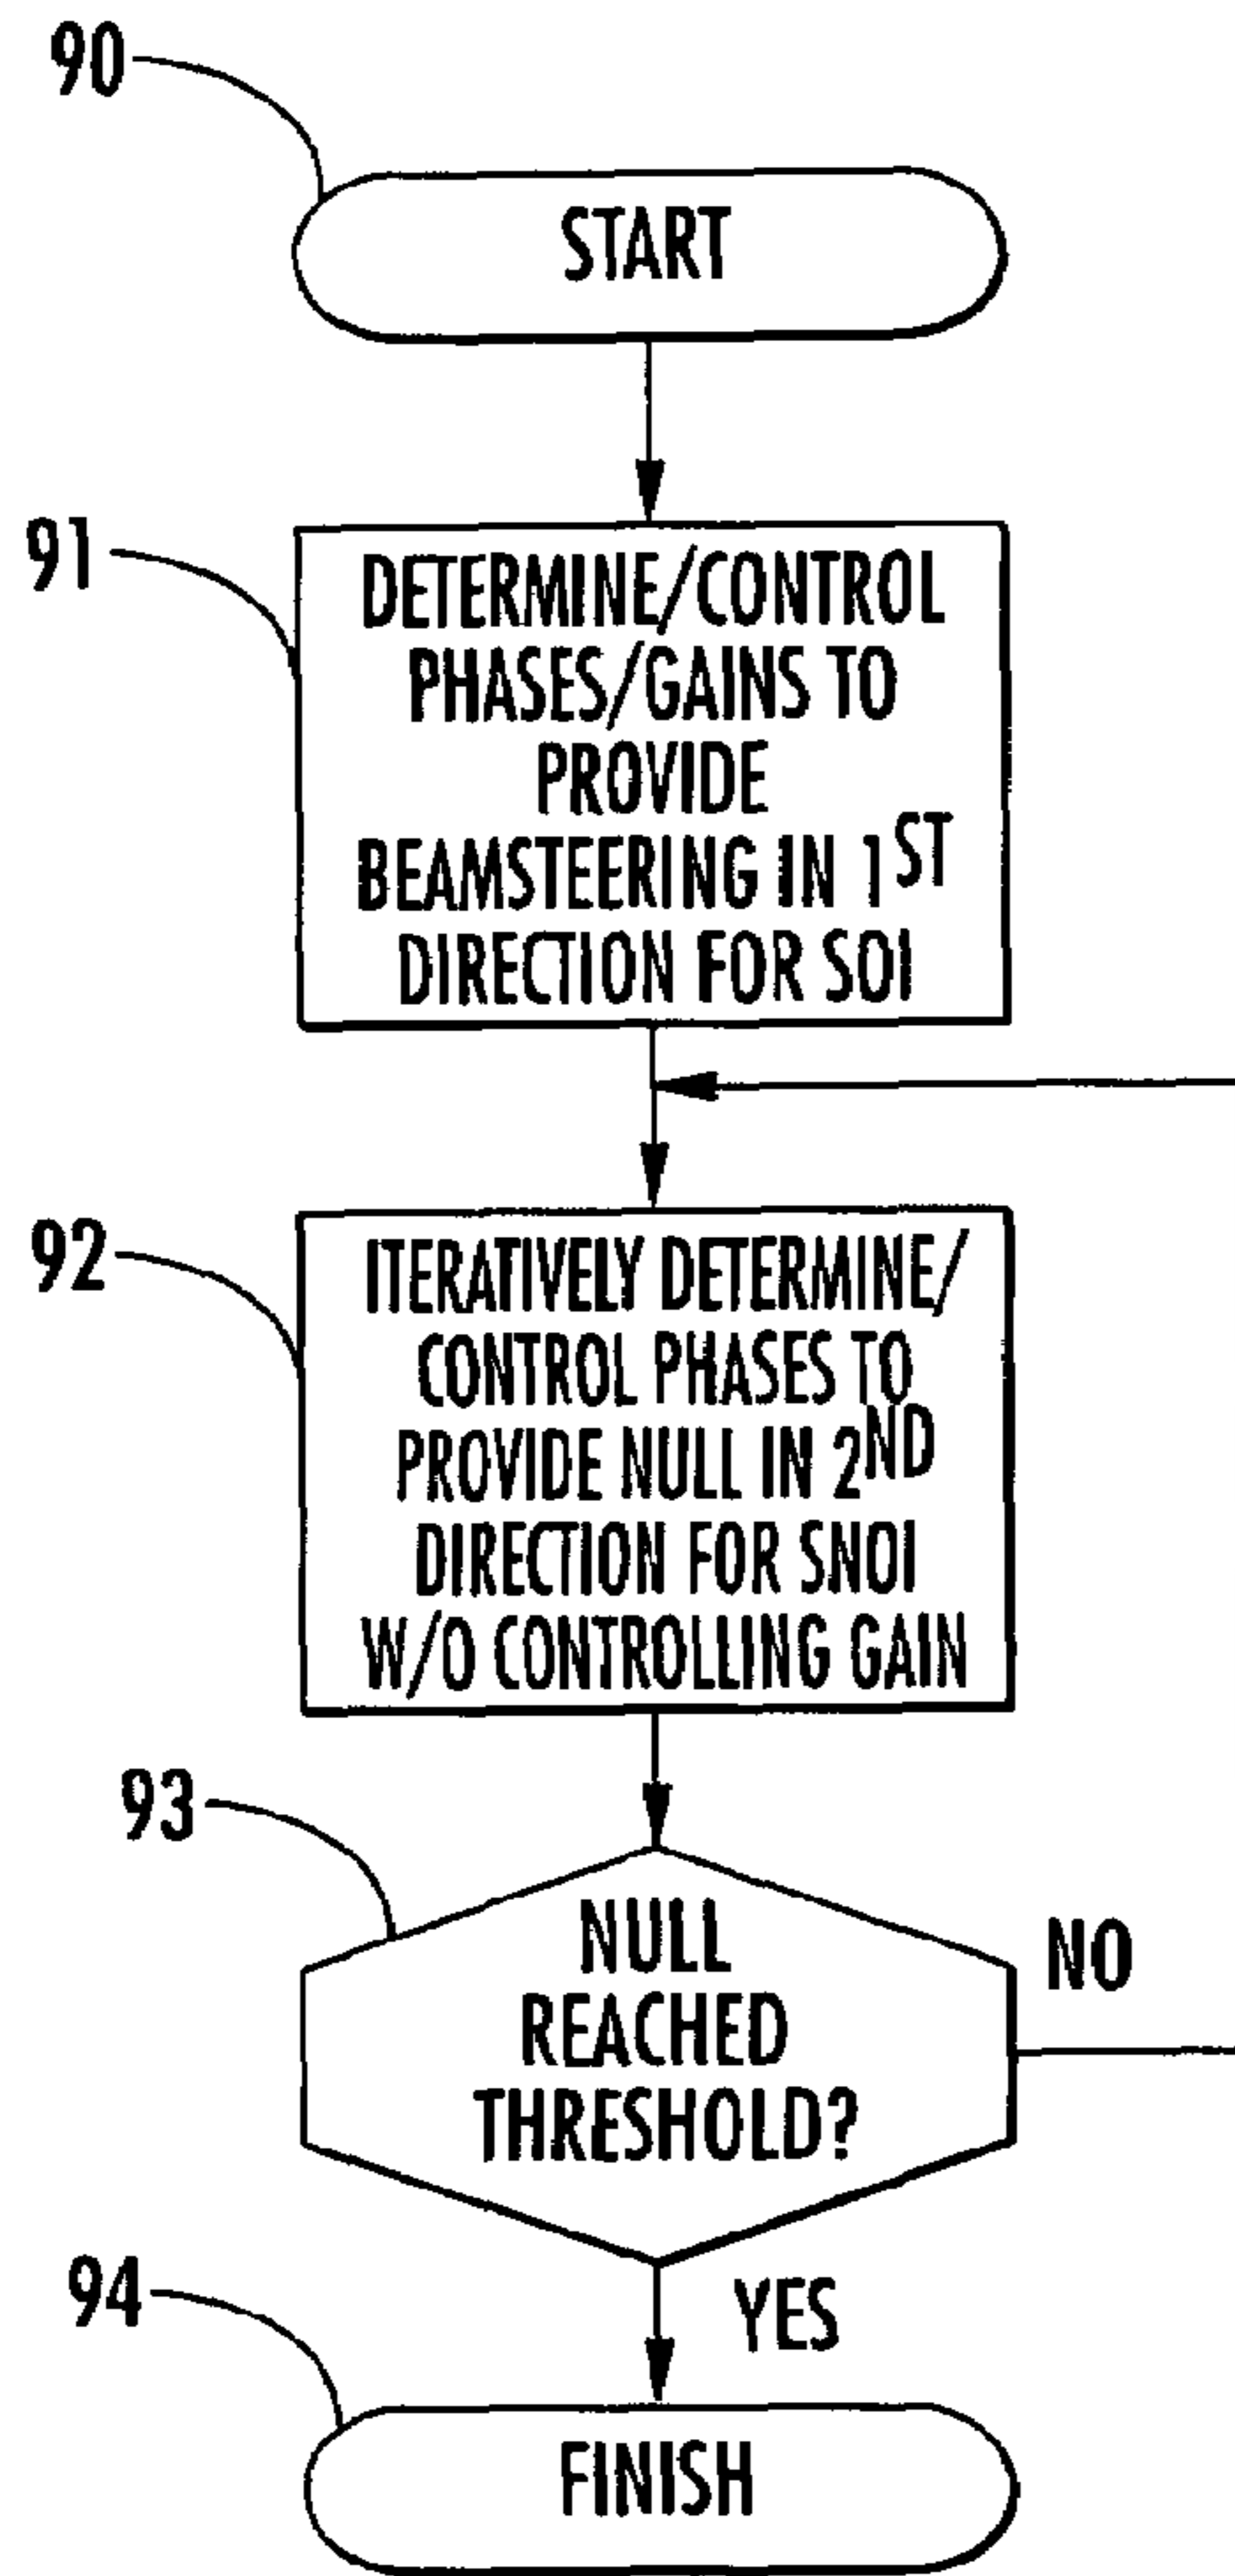 90
START
91
DETERMINE/CONTROL
PHASES/GAINS TO
PROVIDE
BEAMSTEERING IN 1ST
DIRECTION FOR SOI
92
ITERATIVELY DETERMINE/
CONTROL PHASES TO
PROVIDE NULL IN 2ND
DIRECTION FOR SNOI
W/O CONTROLLING GAIN
93
NULL
REACHED
THRESHOLD?
NO
YES
94
FINISH